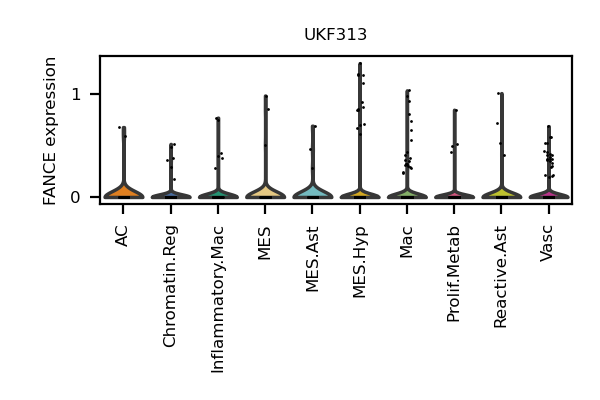 UKF313
FANCE expression
1
0
AC
Chromatin.Reg
Inflammatory.Mac
MES
MES.Ast
MES.Hyp
Mac
Prolif.Metab
Reactive.Ast
Vasc